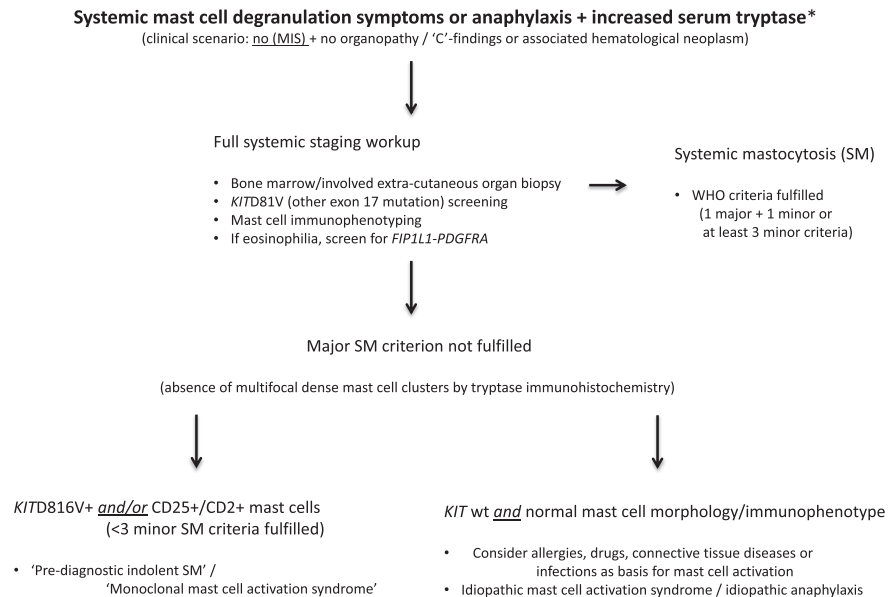 Systemic mast cell degranulation symptoms or anaphylaxis + increased serum tryptase*
(clinical scenario: no (MIS) + no organopathy / ‘C’-findings or associated hematological neoplasm)
Full systemic staging workup
• Bone marrow/involved extra-cutaneous organ biopsy
• KITD81V (other exon 17 mutation) screening
• Mast cell immunophenotyping
• If eosinophilia, screen for FIP1L1-PDGFRA
Systemic mastocytosis (SM)
• WHO criteria fulfilled
(1 major + 1 minor or
at least 3 minor criteria)
Major SM criterion not fulfilled
(absence of multifocal dense mast cell clusters by tryptase immunohistochemistry)
KITD816V+ and/or CD25+/CD2+ mast cells
(<3 minor SM criteria fulfilled)
• ‘Pre-diagnostic indolent SM’ /
‘Monoclonal mast cell activation syndrome’
KIT wt and normal mast cell morphology/immunophenotype
• Consider allergies, drugs, connective tissue diseases or
infections as basis for mast cell activation
• Idiopathic mast cell activation syndrome / idiopathic anaphylaxis